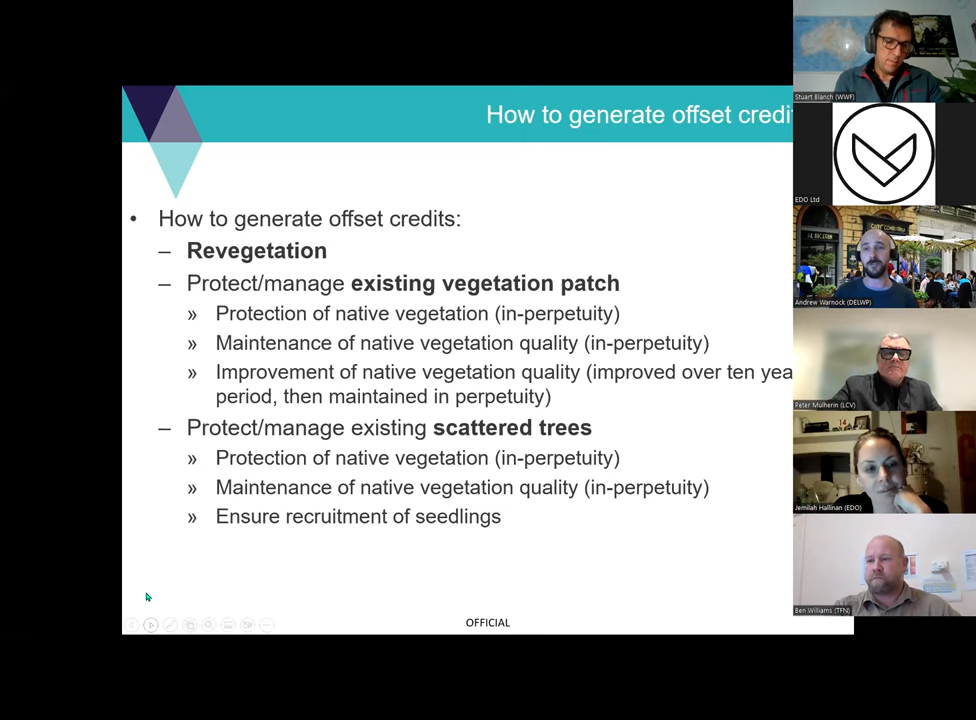 How to generate offset credi
• How to generate offset credits:
– Revegetation
– Protect/manage existing vegetation patch
» Protection of native vegetation (in-perpetuity)
» Maintenance of native vegetation quality (in-perpetuity)
» Improvement of native vegetation quality (improved over ten yea
period, then maintained in perpetuity)
– Protect/manage existing scattered trees
» Protection of native vegetation (in-perpetuity)
» Maintenance of native vegetation quality (in-perpetuity)
» Ensure recruitment of seedlings
OFFICIAL
Stuart Blanch (WWF)
EDO Ltd
AL BICERIN
Andrew Warnock (DELWP)
Peter Mulherin (LCV)
Jemilah Hallinan (EDO)
Ben Williams (TFN)